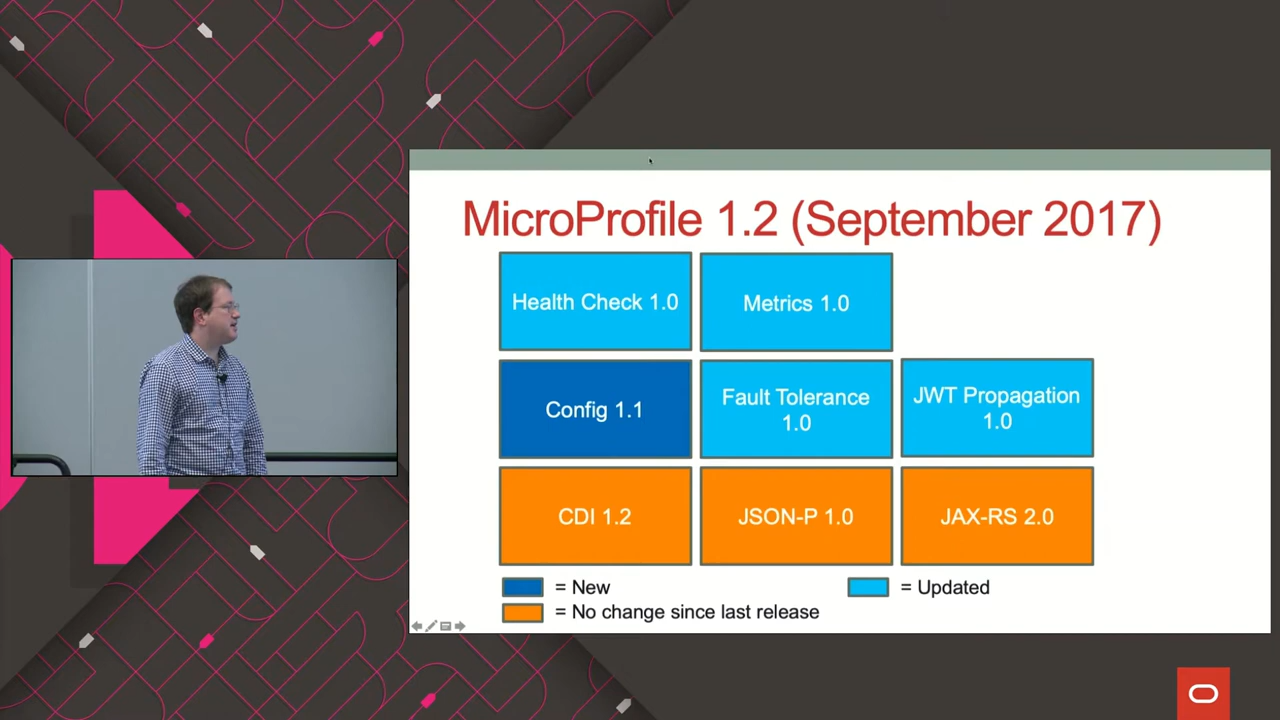 MicroProfile 1.2 (September 2017)
Health Check 1.0
Metrics 1.0
Config 1.1
Fault Tolerance
1.0
JWT Propagation
1.0
CDI 1.2
JSON-P 1.0
JAX-RS 2.0
= New
= Updated
= No change since last release